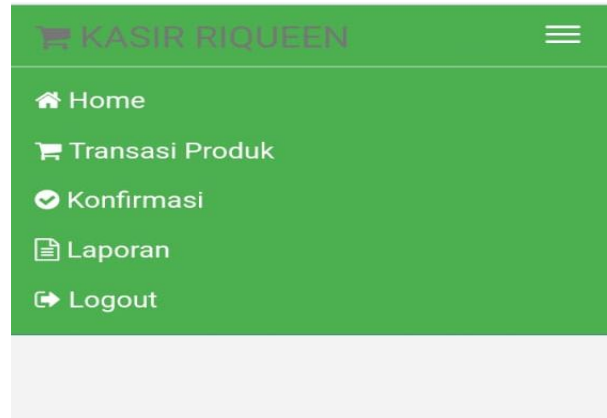 KASIR RIQUEEN
Home
Transasi Produk
Konfirmasi
Laporan
Logout